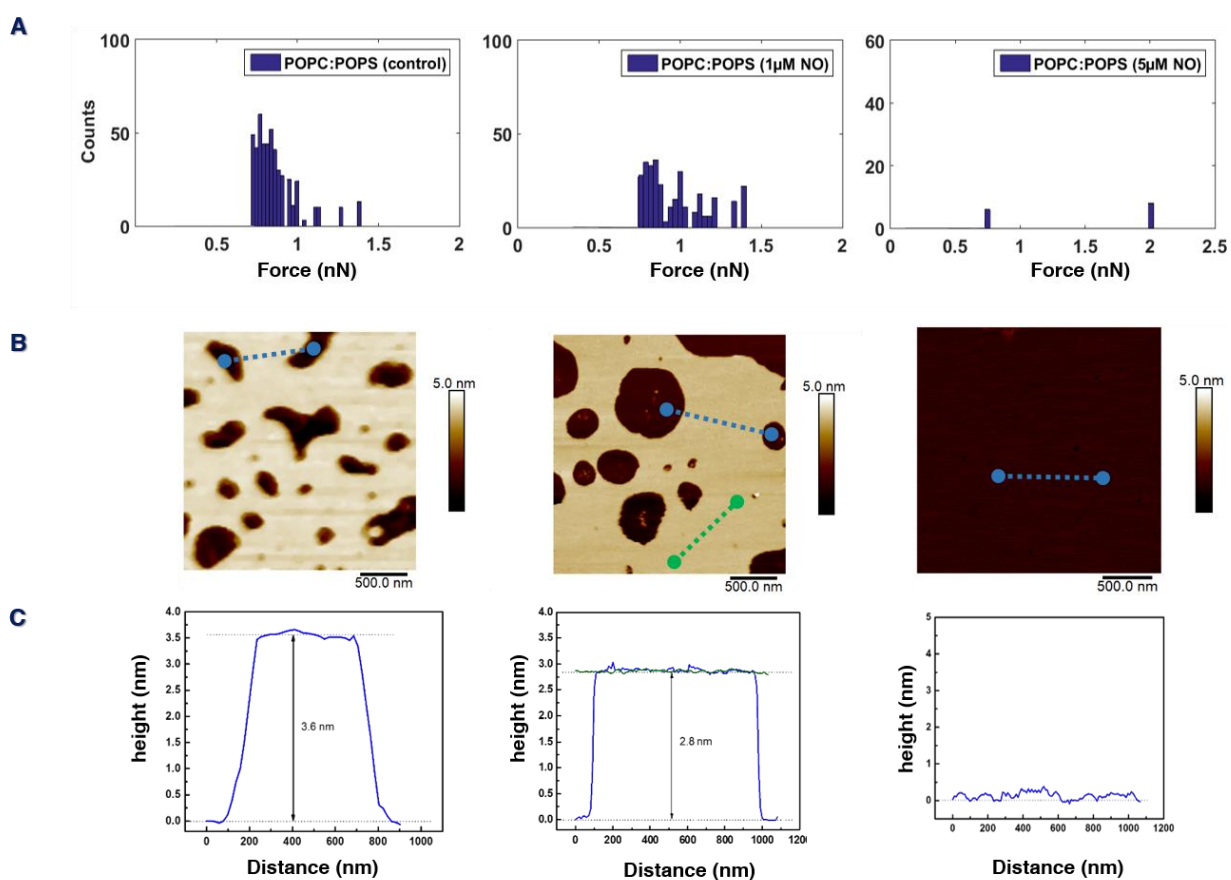 A
100
50
0
Counts
0.5
1
1.5
2
Force (nN)
POPC:POPS (control)
100
50
0
0
0.5
1
1.5
2
Force (nN)
POPC:POPS (1µM NO)
60
40
20
0
0
0.5
1
1.5
2
2.5
Force (nN)
POPC:POPS (5µM NO)
B
5.0 nm
500.0 nm
5.0 nm
500.0 nm
5.0 nm
500.0 nm
C
4.0
3.5
3.0
2.5
2.0
1.5
1.0
0.5
0.0
height (nm)
3.6 nm
0
200
400
600
800
1000
Distance (nm)
4.0
3.5
3.0
2.5
2.0
1.5
1.0
0.5
0.0
height (nm)
2.8 nm
0
200
400
600
800
1000
Distance (nm)
5
4
3
2
1
0
height (nm)
0
200
400
600
800
1000
1200
Distance (nm)